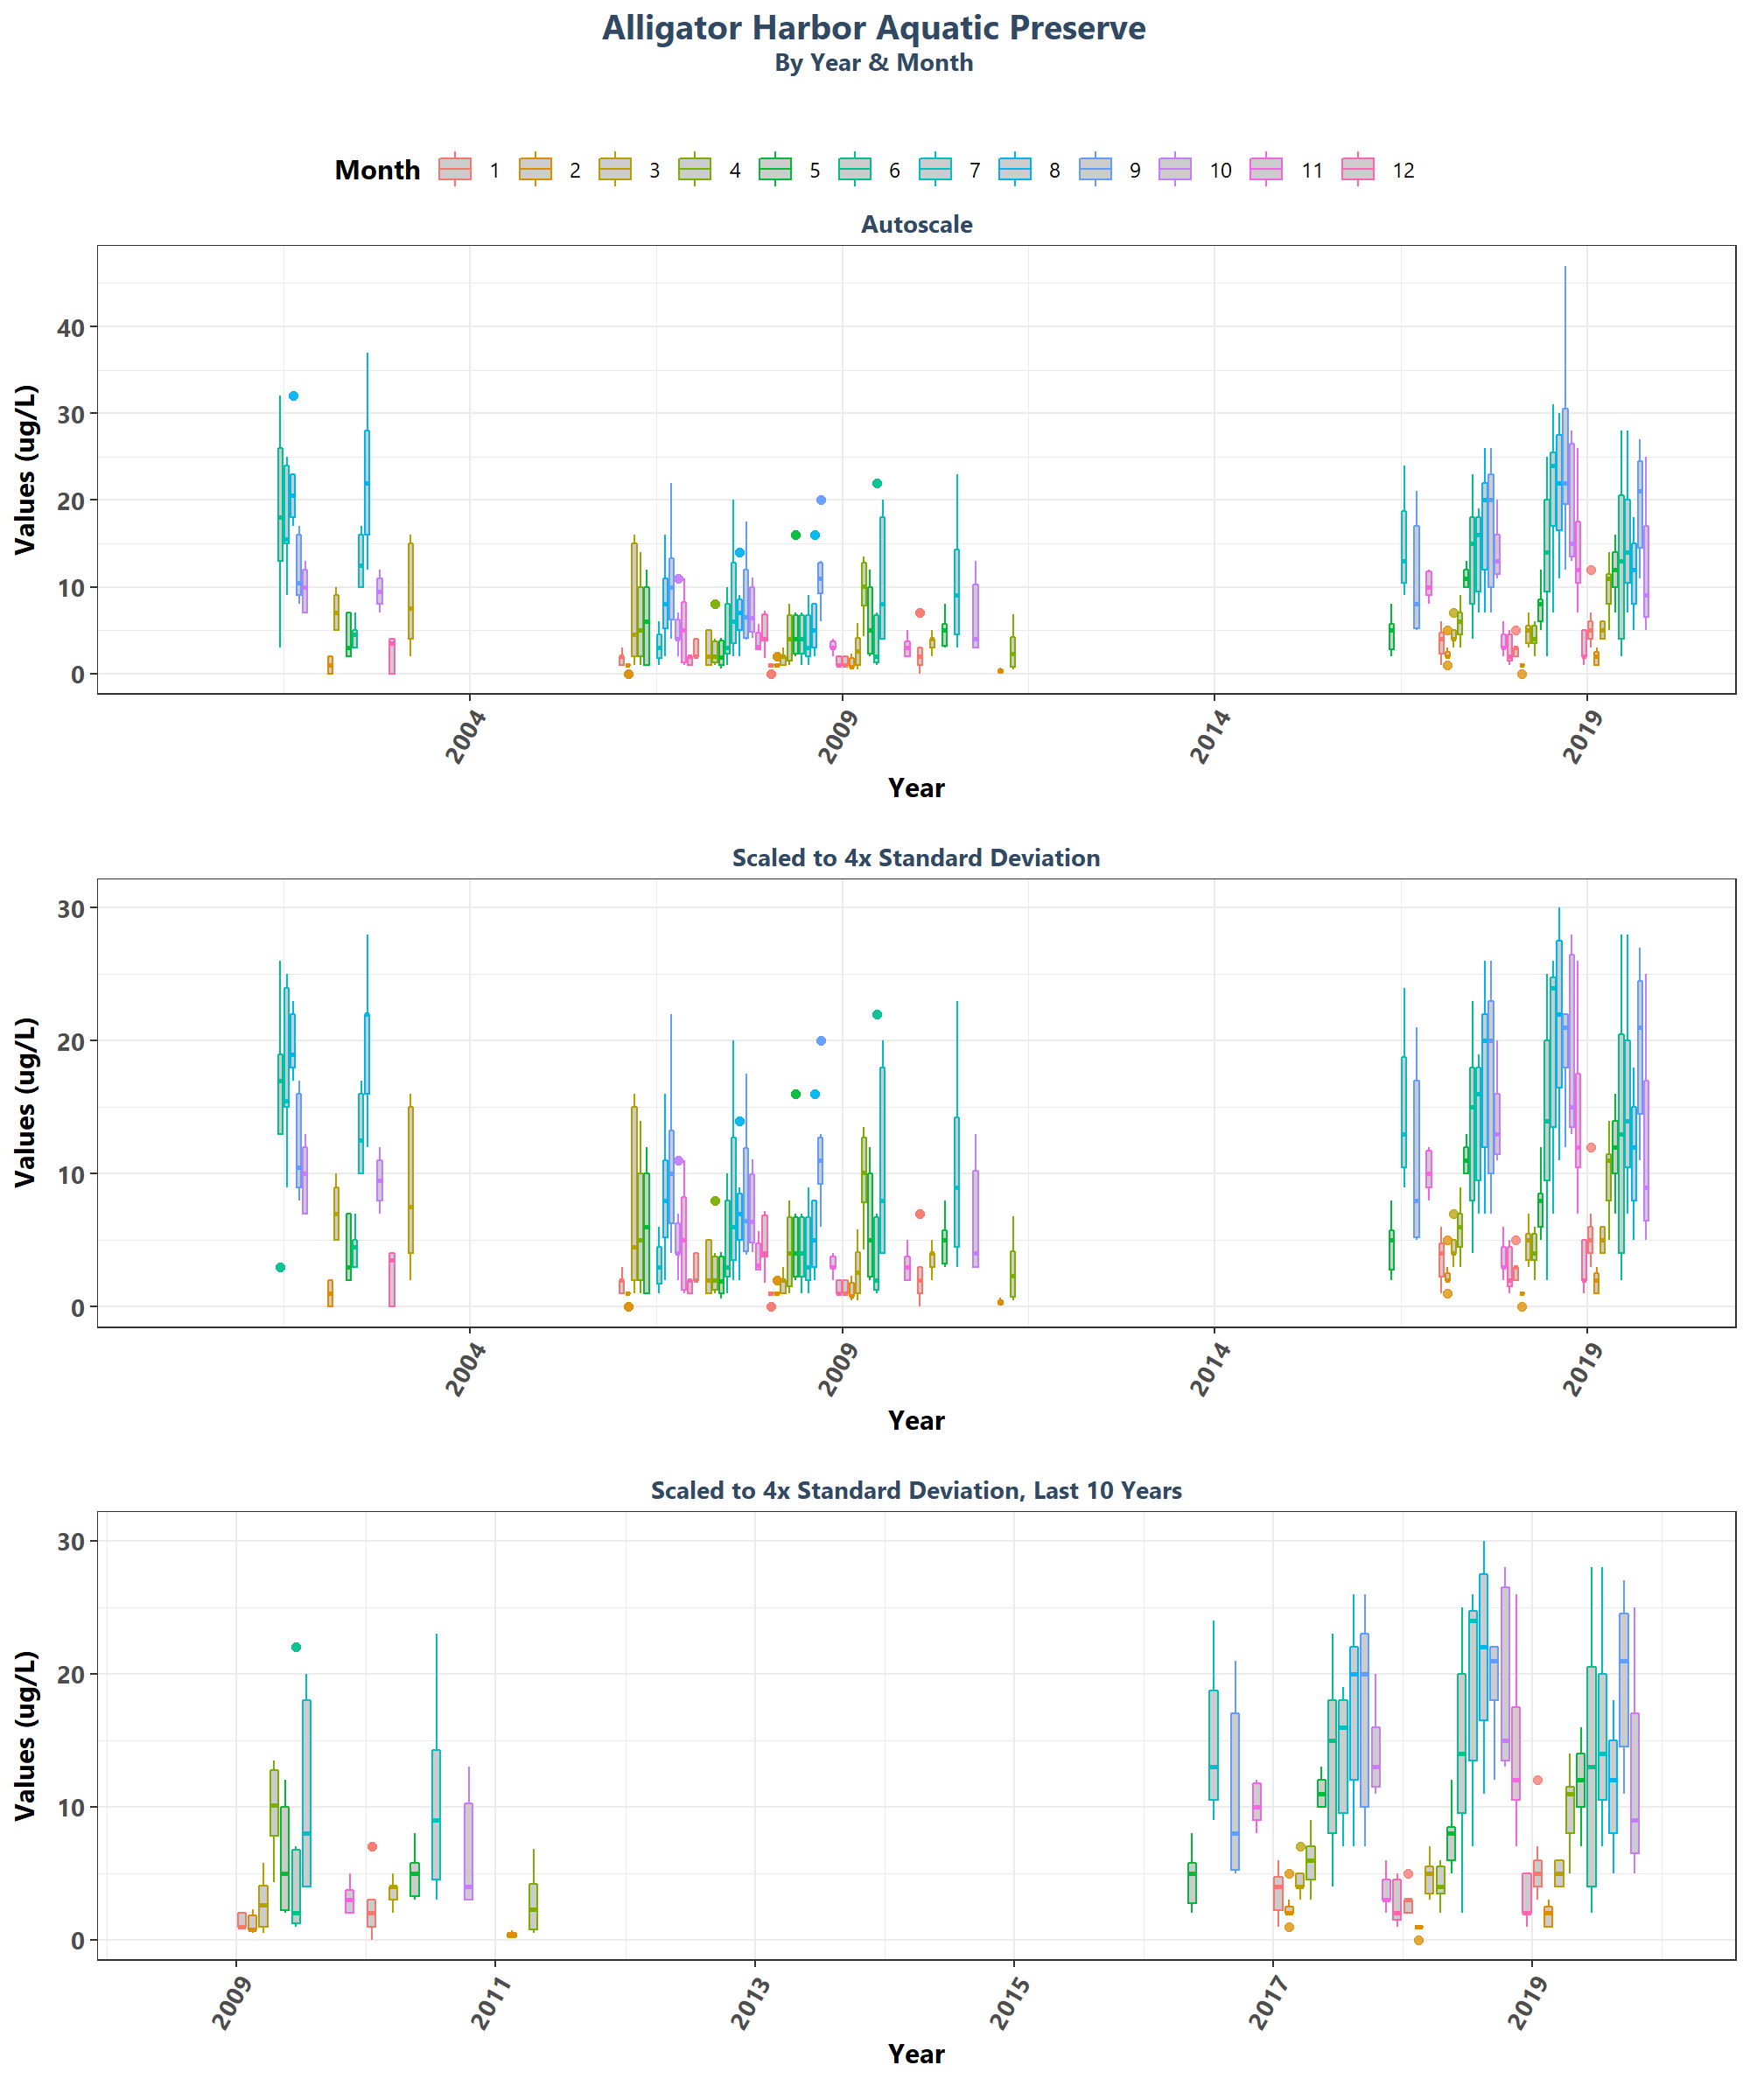 Alligator Harbor Aquatic Preserve
By Year & Month
Month 1 2 3 4 5 6 7 8 9 10 11 12
Autoscale
Values (ug/L)
40
30
20
10
0
2004 2009 2014 2019
Year
Scaled to 4x Standard Deviation
Values (ug/L)
30
20
10
0
2004 2009 2014 2019
Year
Scaled to 4x Standard Deviation, Last 10 Years
Values (ug/L)
30
20
10
0
2009 2011 2013 2015 2017 2019
Year